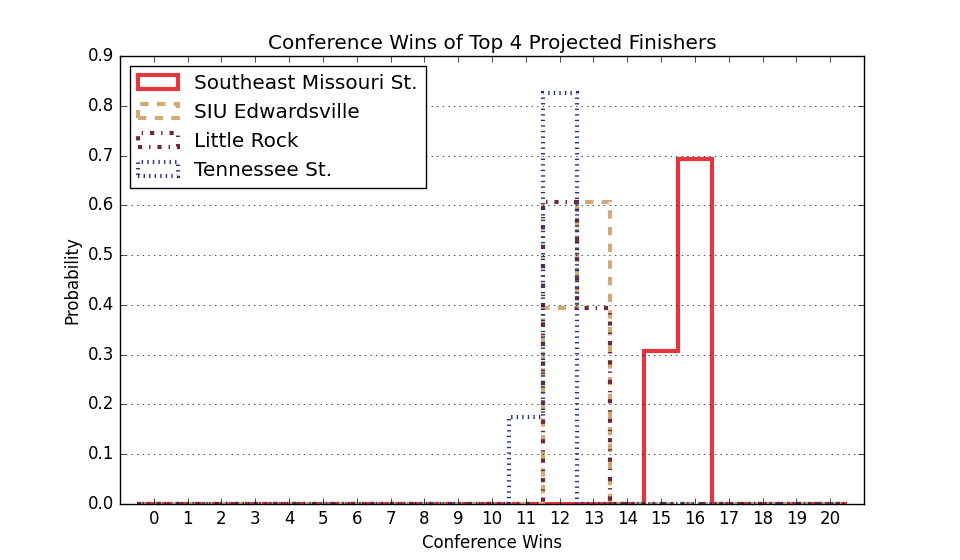 Conference Wins of Top 4 Projected Finishers
0.9
Southeast Missouri St.
SIU Edwardsville
Little Rock
Tennessee St.
0.8
0.7
0.6
0.5
0.4
0.3
0.2
0.1
0.0
Probability
0 1 2 3 4 5 6 7 8 9 10 11 12 13 14 15 16 17 18 19 20
Conference Wins